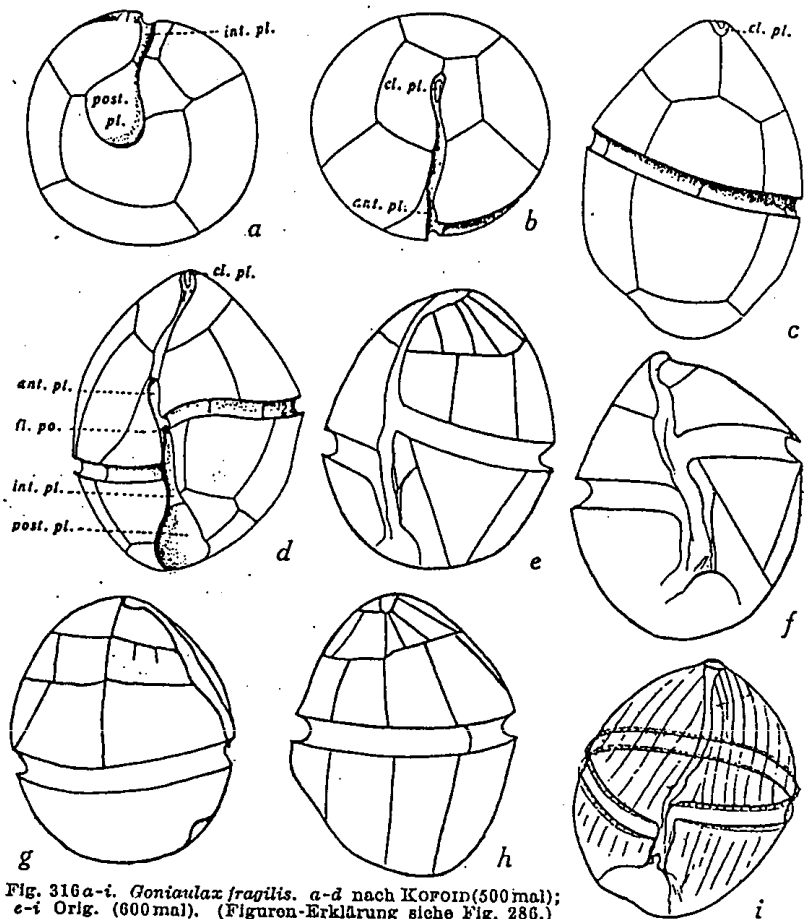 int. pl.
post. pl.
a
cl. pl.
ant. pl.
b
cl. pl.
c
cl. pl.
ant. pl.
fl. po.
int. pl.
post. pl.
d
e
f
g
h
i
Fig. 316 a-i. Goniaulax fragilis. a-d nach KOFOID (500 mal);
e-i Orig. (600 mal). (Figuren-Erklärung siehe Fig. 286.)